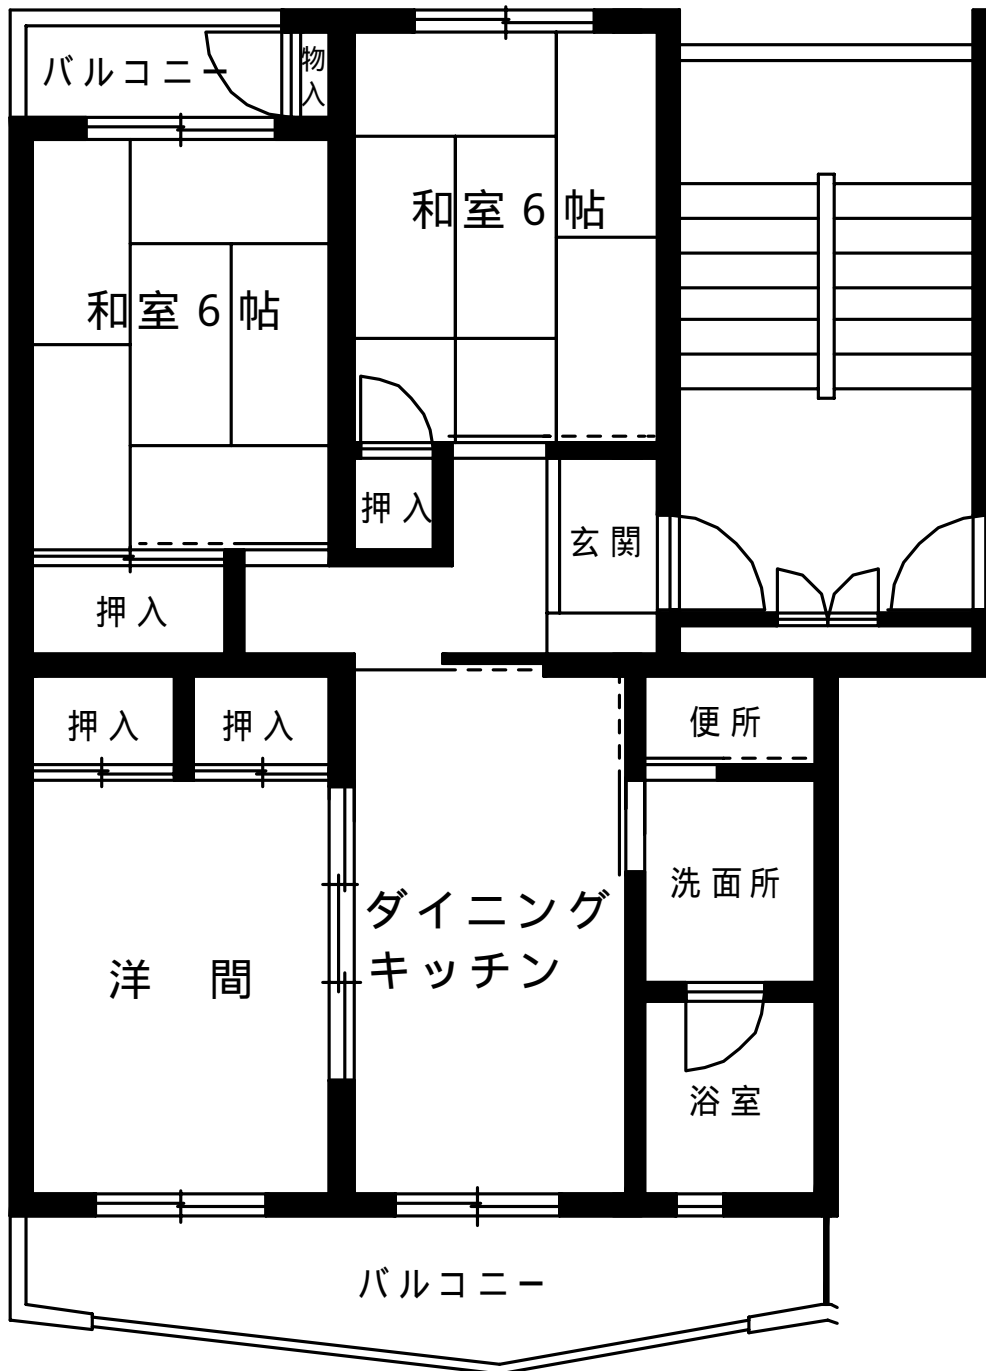 バルコニー
物入
和室6帖
和室6帖
押入
玄関
押入
押入
押入
便所
洗面所
ダイニング
キッチン
洋 間
浴室
バルコニー